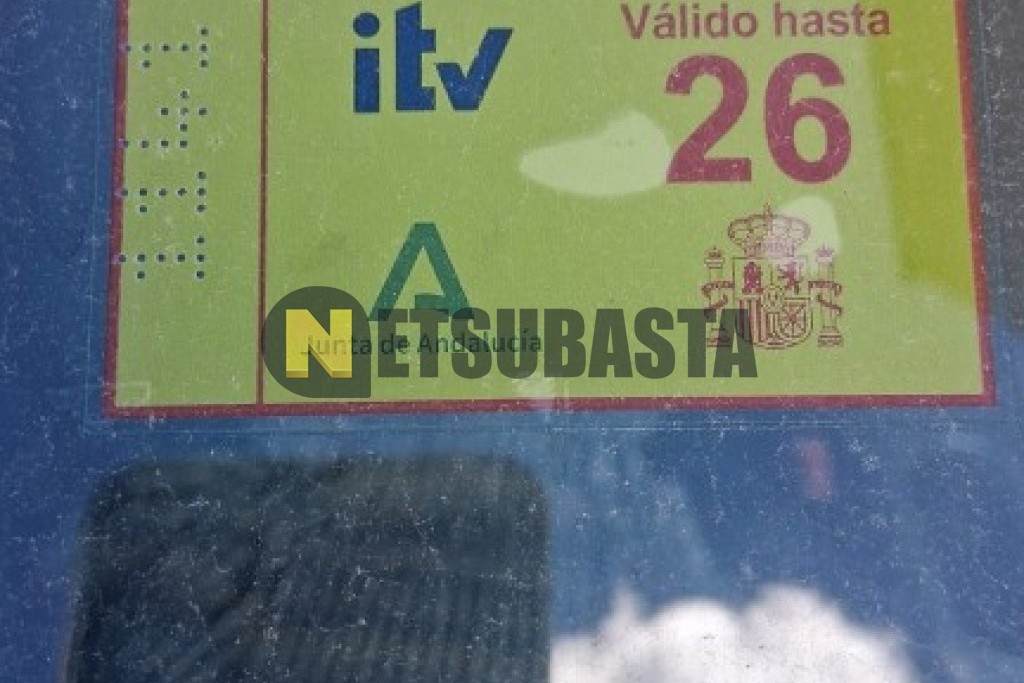 itv
Válido hasta
26
Junta de Andalucía
NETSUBASTA